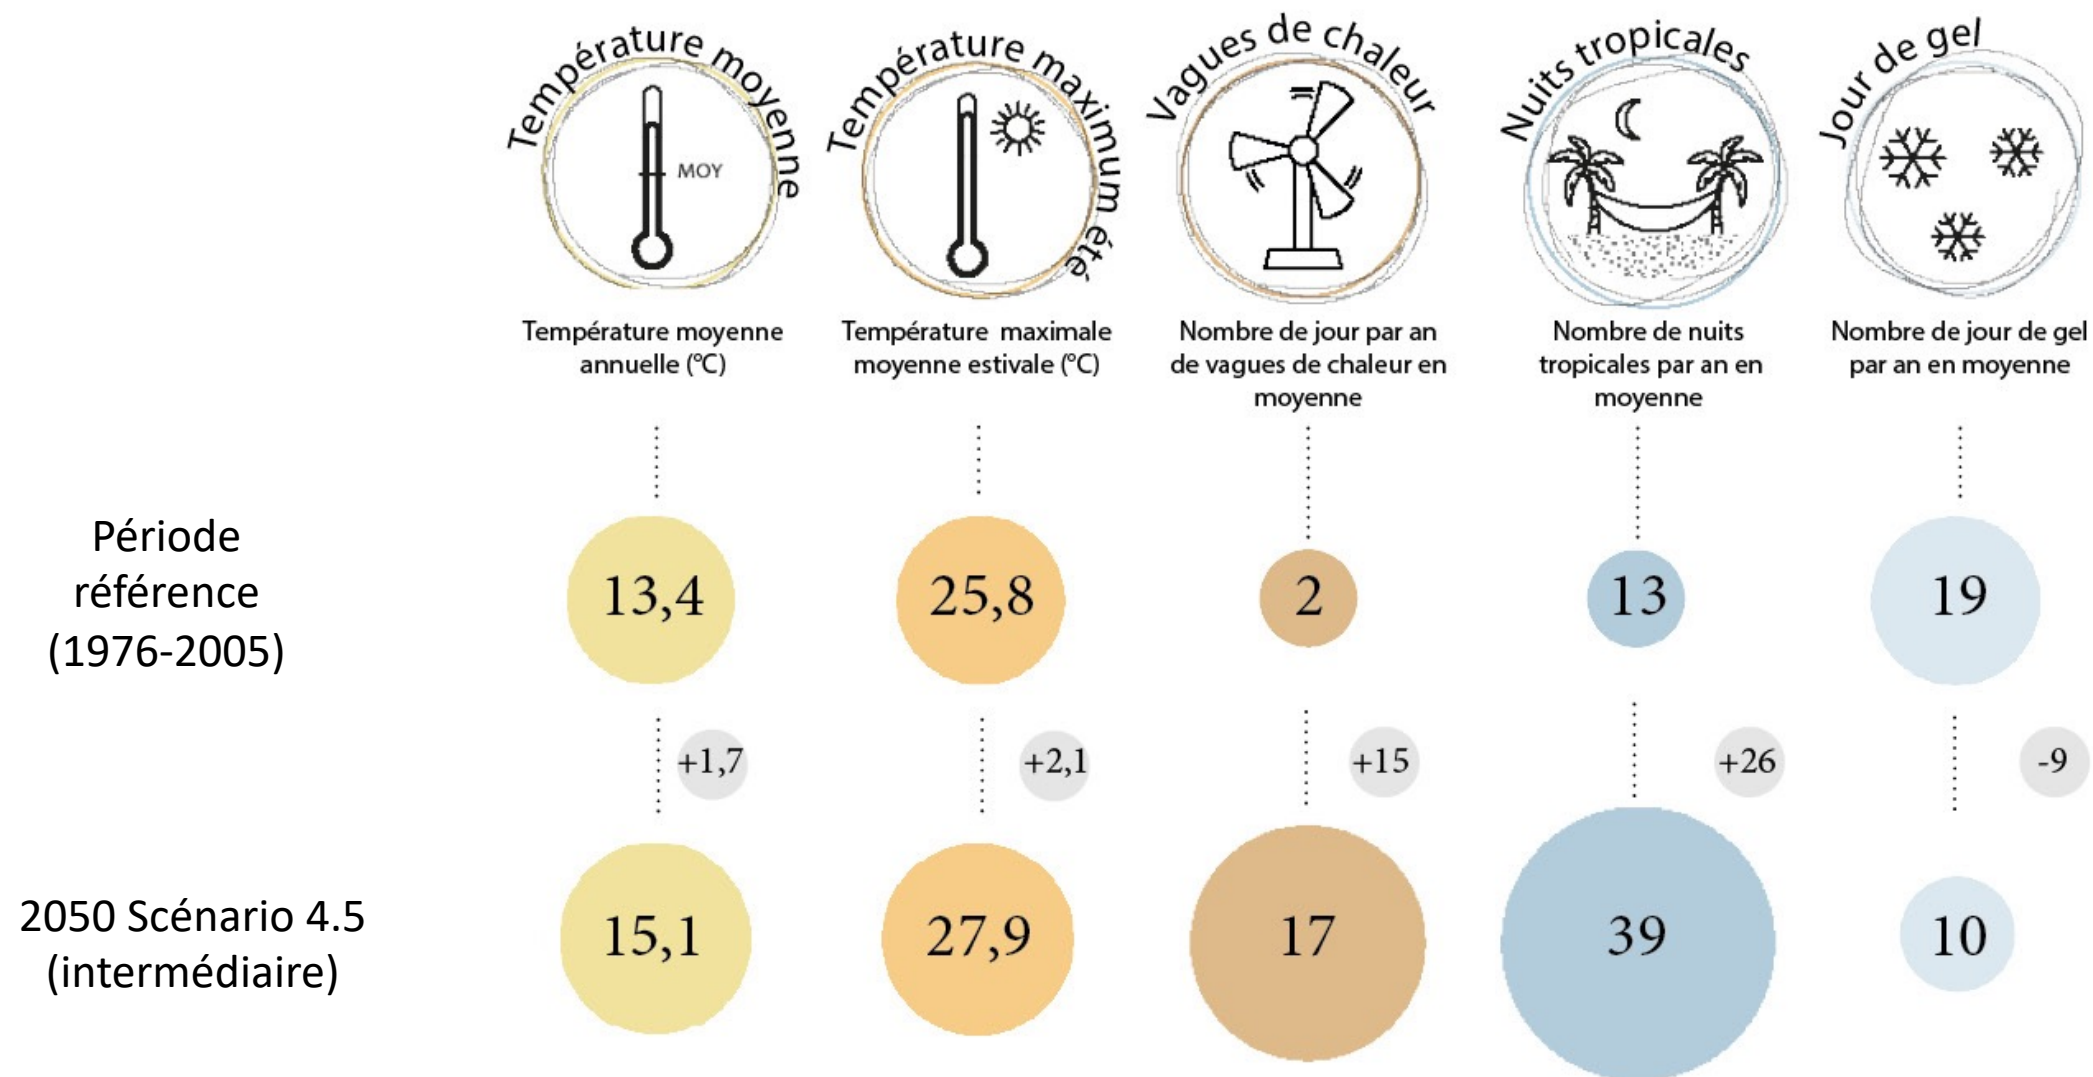 Température moyenne
Température maximum été
Vagues de chaleur
Nuits tropicales
Jour de gel
MOY
Température moyenne
annuelle (°C)
Température maximale
moyenne estivale (°C)
Nombre de jour par an
de vagues de chaleur en
moyenne
Nombre de nuits
tropicales par an en
moyenne
Nombre de jour de gel
par an en moyenne
Période
référence
(1976-2005)
13,4
25,8
2
13
19
+1,7
+2,1
+15
+26
-9
2050 Scénario 4.5
(intermédiaire)
15,1
27,9
17
39
10